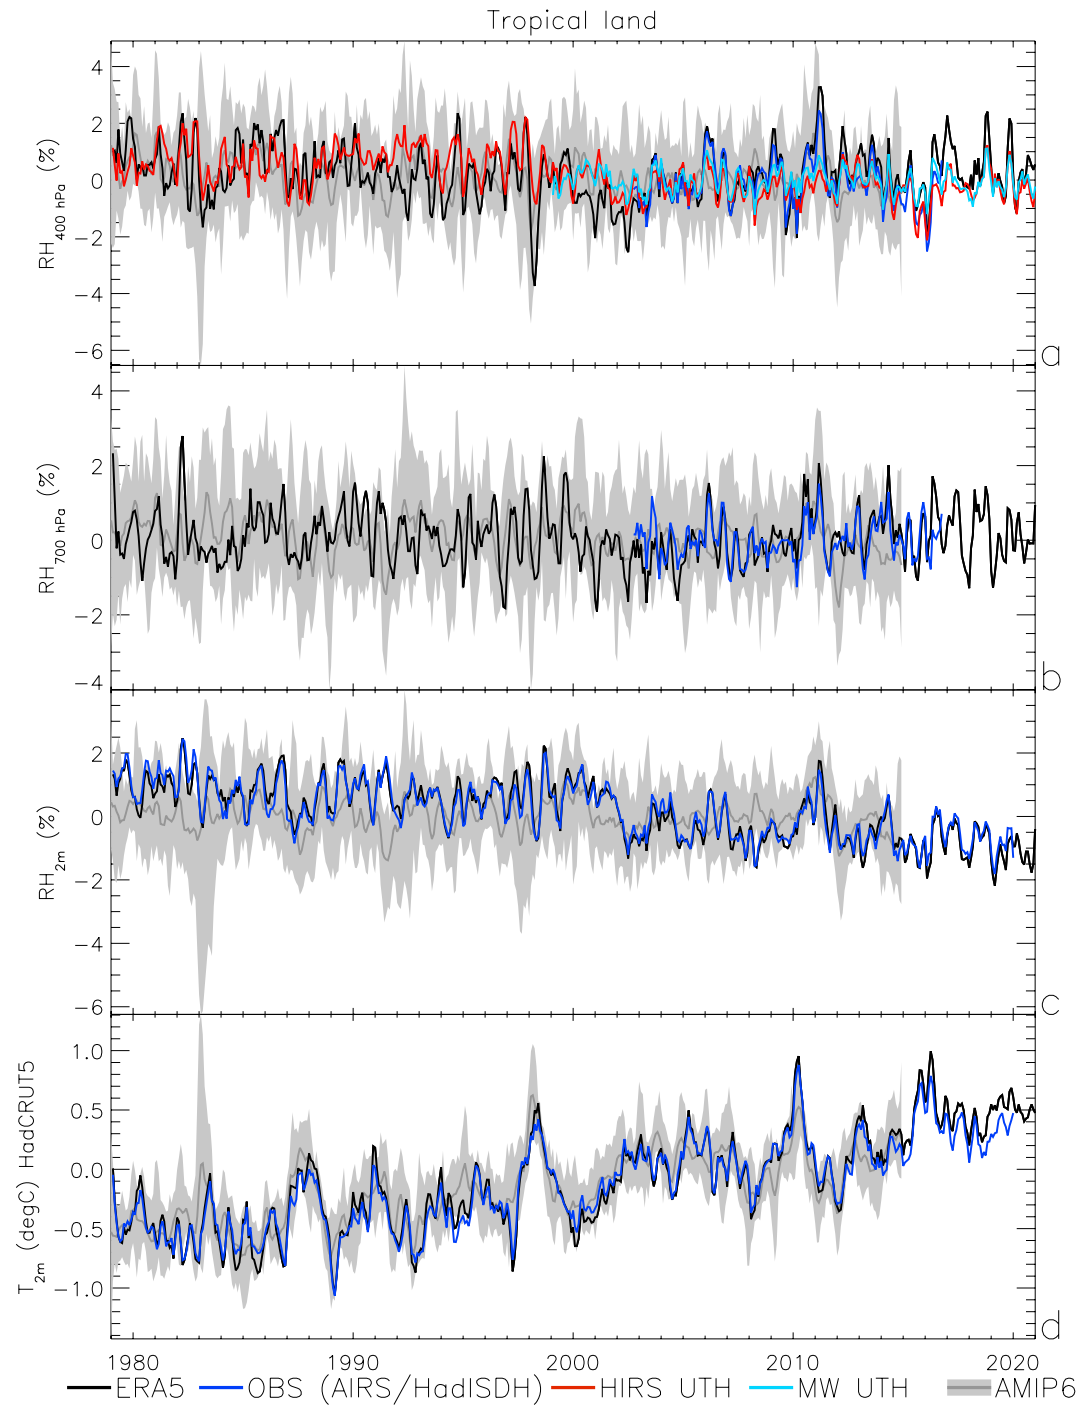 Tropical land
RH400 hPa (%)
4
2
0
−2
−4
−6
a
RH700 hPa (%)
4
2
0
−2
−4
b
RH2m (%)
2
0
−2
−4
−6
c
T2m (degC) HadCRUT5
1.0
0.5
0.0
−0.5
−1.0
d
1980 1990 2000 2010 2020
ERA5 OBS (AIRS/HadISDH) HIRS UTH MW UTH AMIP6